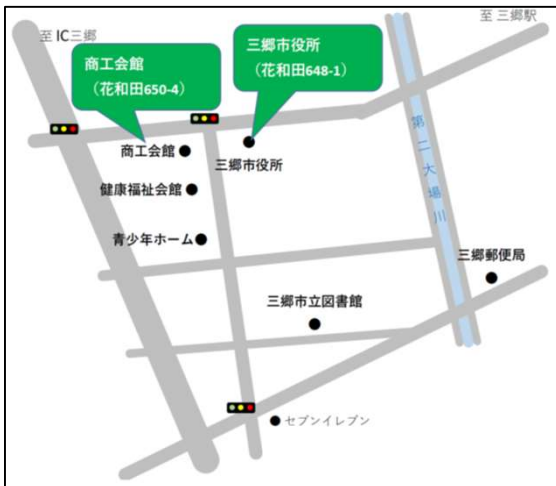 至 三郷駅
至 IC三郷
商工会館
（花和田650-4）
三郷市役所
（花和田648-1）
商工会館
三郷市役所
健康福祉会館
青少年ホーム
第二大場川
三郷郵便局
三郷市立図書館
セブンイレブン